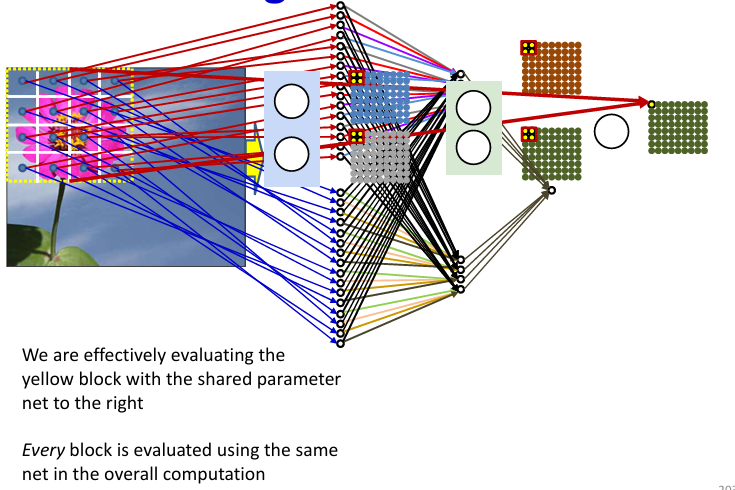 We are effectively evaluating the
yellow block with the shared parameter
net to the right
Every block is evaluated using the same
net in the overall computation